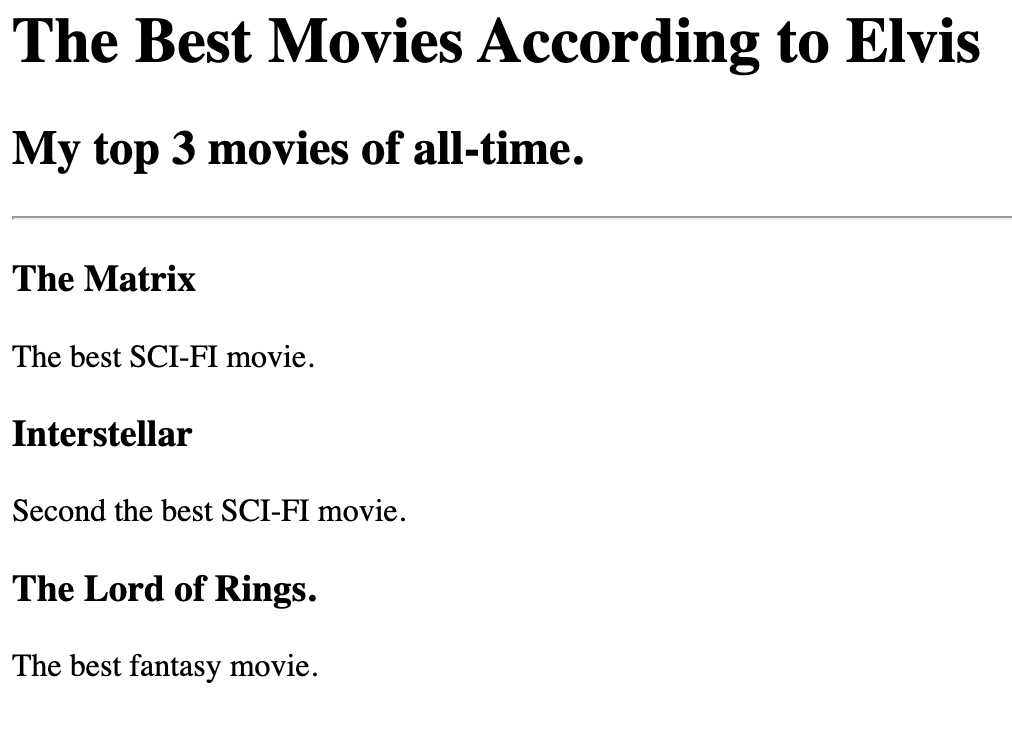 The Best Movies According to Elvis
My top 3 movies of all-time.
The Matrix
The best SCI-FI movie.
Interstellar
Second the best SCI-FI movie.
The Lord of Rings.
The best fantasy movie.